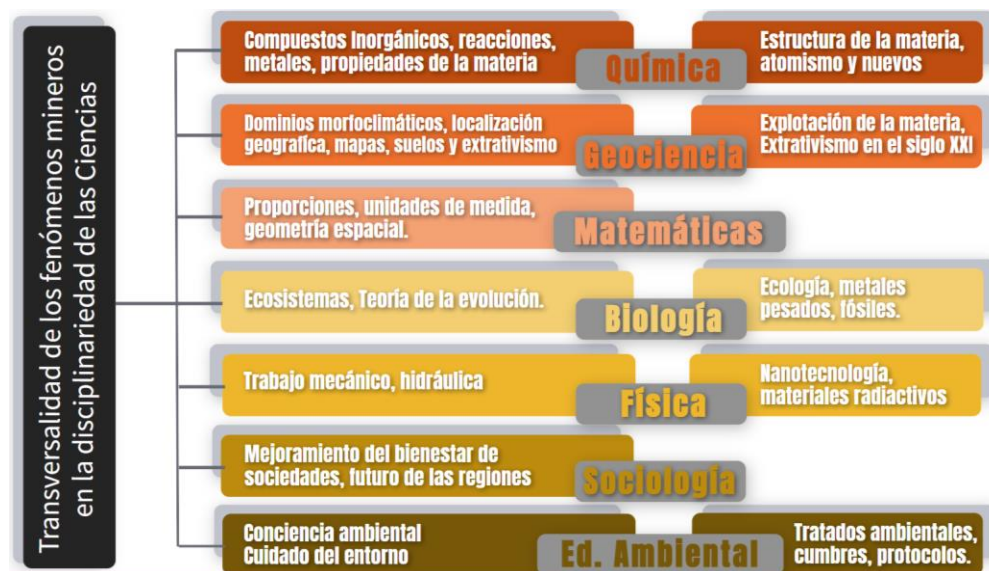 Transversalidad de los fenómenos mineros
en la disciplinariedad de las Ciencias
Compuestos Inorgánicos, reacciones,
metales, propiedades de la materia
Química
Estructura de la materia,
atomismo y nuevos
Dominios morfoclimáticos, localización
geografíca, mapas, suelos y extrativismo
Geociencia
Explotación de la materia,
Extrativismo en el siglo XXI
Proporciones, unidades de medida,
geometría espacial.
Matemáticas
Ecosistemas, Teoría de la evolución.
Biología
Ecología, metales
pesados, fósiles.
Trabajo mecánico, hidráulica
Física
Nanotecnología,
materiales radiactivos
Mejoramiento del bienestar de
sociedades, futuro de las regiones
Sociología
Conciencia ambiental
Cuidado del entorno
Ed. Ambiental
Tratados ambientales,
cumbres, protocolos.